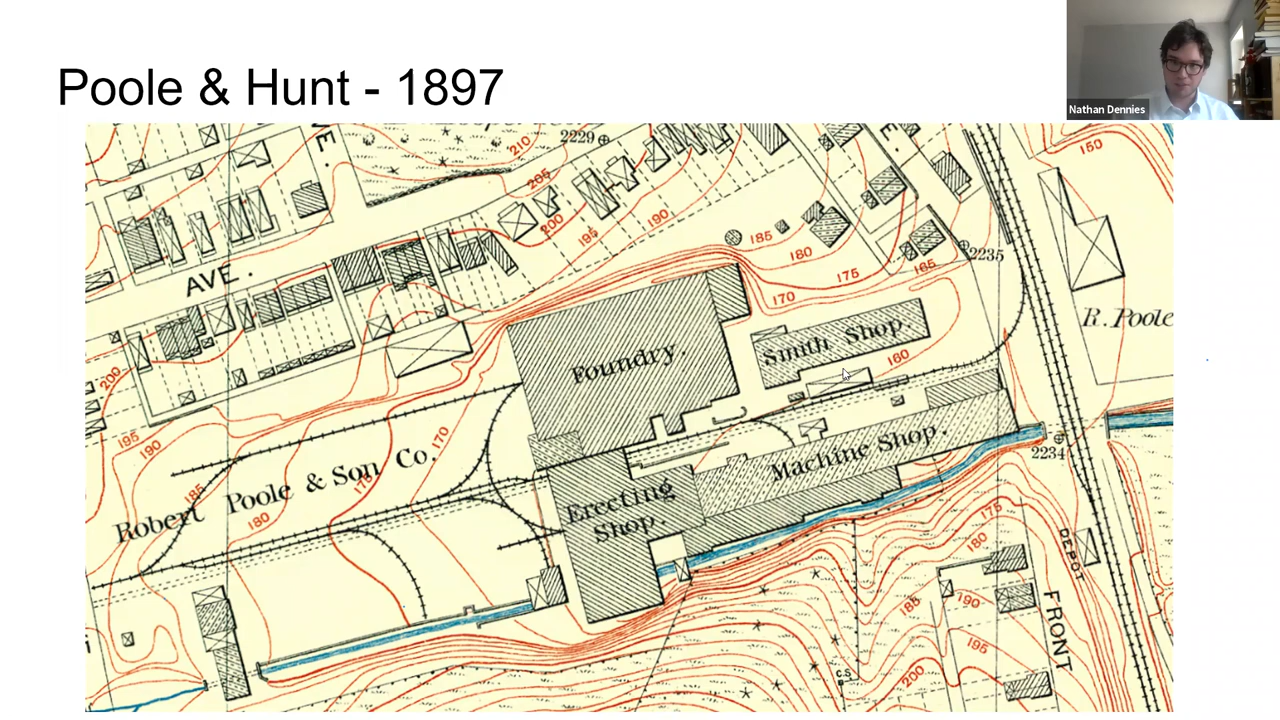 Poole & Hunt - 1897
Nathan Dennies
E.
2229
210
205
200
195
190
E.
150
AVE.
185
180
175
165
2235
170
R. Poole
Foundry.
Smith Shop.
160
200
195
190
185
180
170
175
Robert Poole & Son Co.
Machine Shop.
2234
Erecting
Shop.
175
180
185
190
195
200
DEPOT
FRONT
C.S.